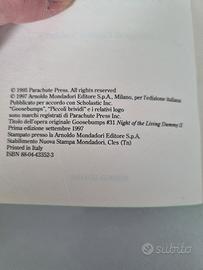 © 1995 Parachute Press. All rights reserved
© 1997 Arnoldo Mondadori Editore S.p.A., Milano, per l'edizione italiana
Pubblicato per accordo con Scholastic Inc.
"Goosebumps", "Piccoli brividi" e i relativi logo
sono marchi registrati di Parachute Press Inc.
Titolo dell'opera originale Goosebumps #31 Night of the Living Dummy II
Prima edizione settembre 1997
Stampato presso la Arnoldo Mondadori Editore S.p.A.
Stabilimento Nuova Stampa Mondadori, Cles (Tn)
Printed in Italy
ISBN 88-04-43352-3
subito